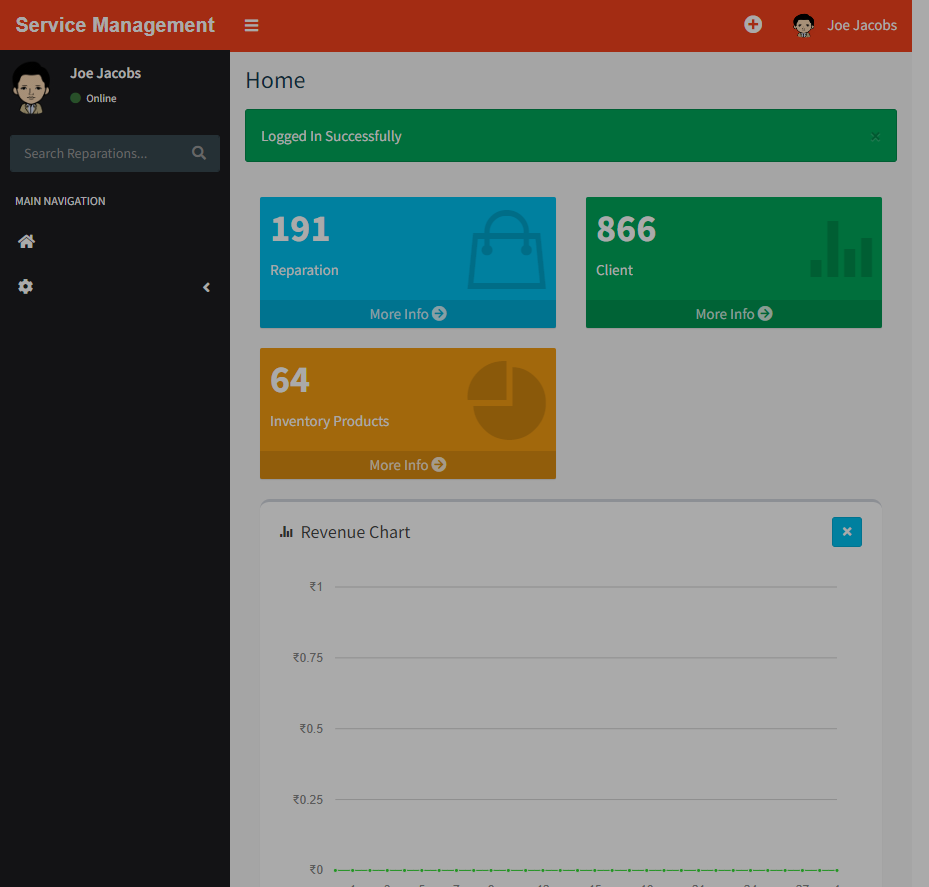 Service Management
Joe Jacobs
Joe Jacobs
Online
Search Reparations...
MAIN NAVIGATION
Home
Logged In Successfully
×
191
Reparation
More Info
866
Client
More Info
64
Inventory Products
More Info
Revenue Chart
₹1
₹0.75
₹0.5
₹0.25
₹0